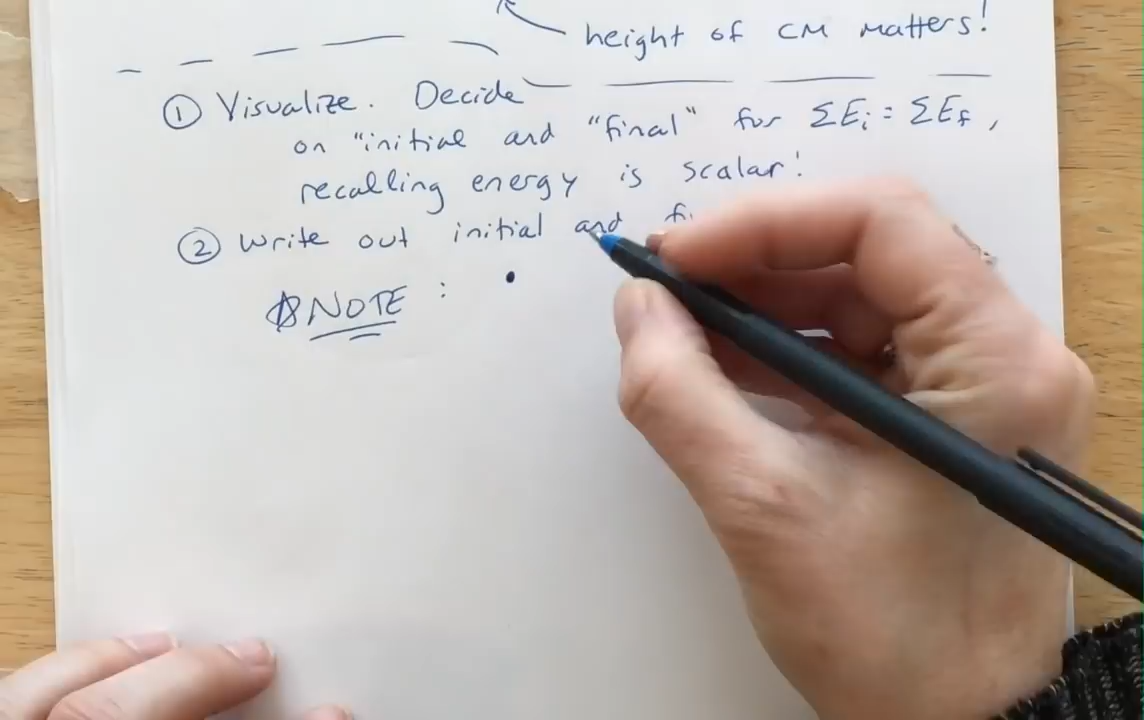 height of CM matters!
① Visualize. Decide
on "initial and "final" for ΣEᵢ = ΣE_f,
recalling energy is scalar!
② Write out initial and
☆ NOTE : •